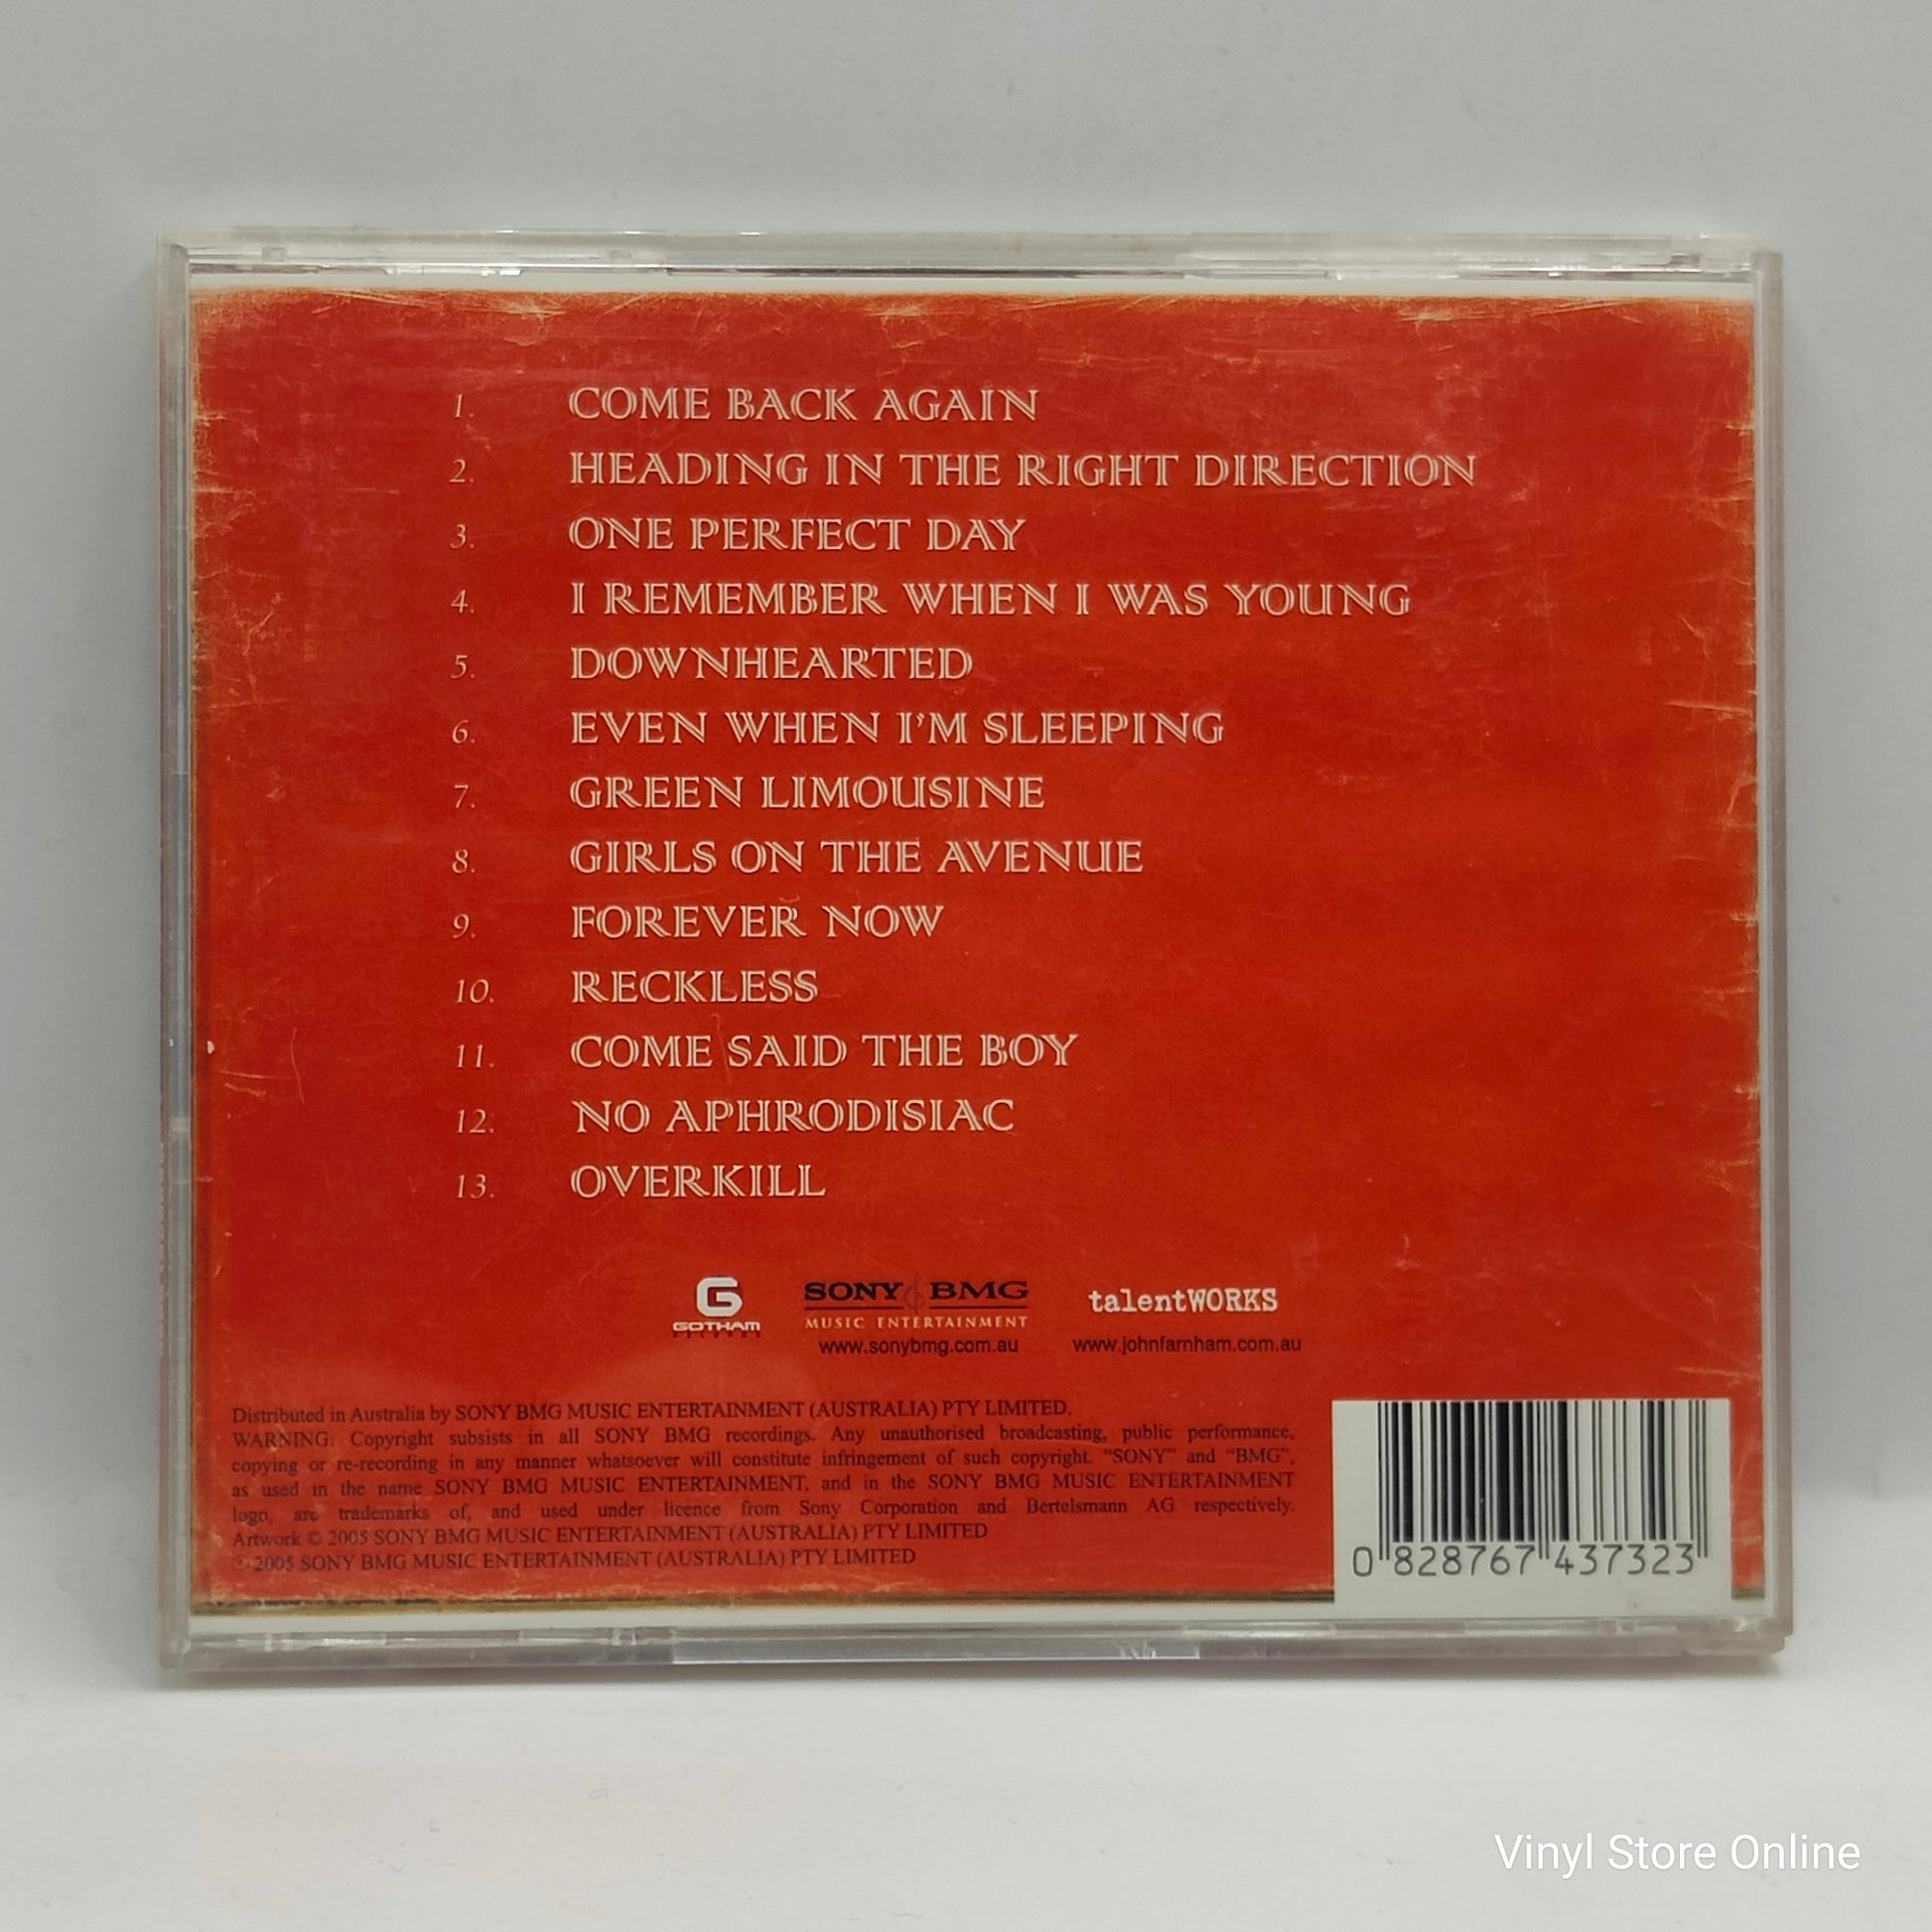 1. COME BACK AGAIN
2. HEADING IN THE RIGHT DIRECTION
3. ONE PERFECT DAY
4. I REMEMBER WHEN I WAS YOUNG
5. DOWNHEARTED
6. EVEN WHEN I'M SLEEPING
7. GREEN LIMOUSINE
8. GIRLS ON THE AVENUE
9. FOREVER NOW
10. RECKLESS
11. COME SAID THE BOY
12. NO APHRODISIAC
13. OVERKILL
G
GOTHAM
RECORDS
SONY BMG
MUSIC ENTERTAINMENT
www.sonybmg.com.au
talentWORKS
www.johnfarnham.com.au
Distributed in Australia by SONY BMG MUSIC ENTERTAINMENT (AUSTRALIA) PTY LIMITED.
WARNING: Copyright subsists in all SONY BMG recordings. Any unauthorised broadcasting, public performance,
copying or re-recording in any manner whatsoever will constitute infringement of such copyright. "SONY" and "BMG",
as used in the name SONY BMG MUSIC ENTERTAINMENT, and in the SONY BMG MUSIC ENTERTAINMENT
logo, are trademarks of, and used under licence from Sony Corporation and Bertelsmann AG respectively.
Artwork © 2005 SONY BMG MUSIC ENTERTAINMENT (AUSTRALIA) PTY LIMITED
℗ 2005 SONY BMG MUSIC ENTERTAINMENT (AUSTRALIA) PTY LIMITED
0 828767 437323
Vinyl Store Online